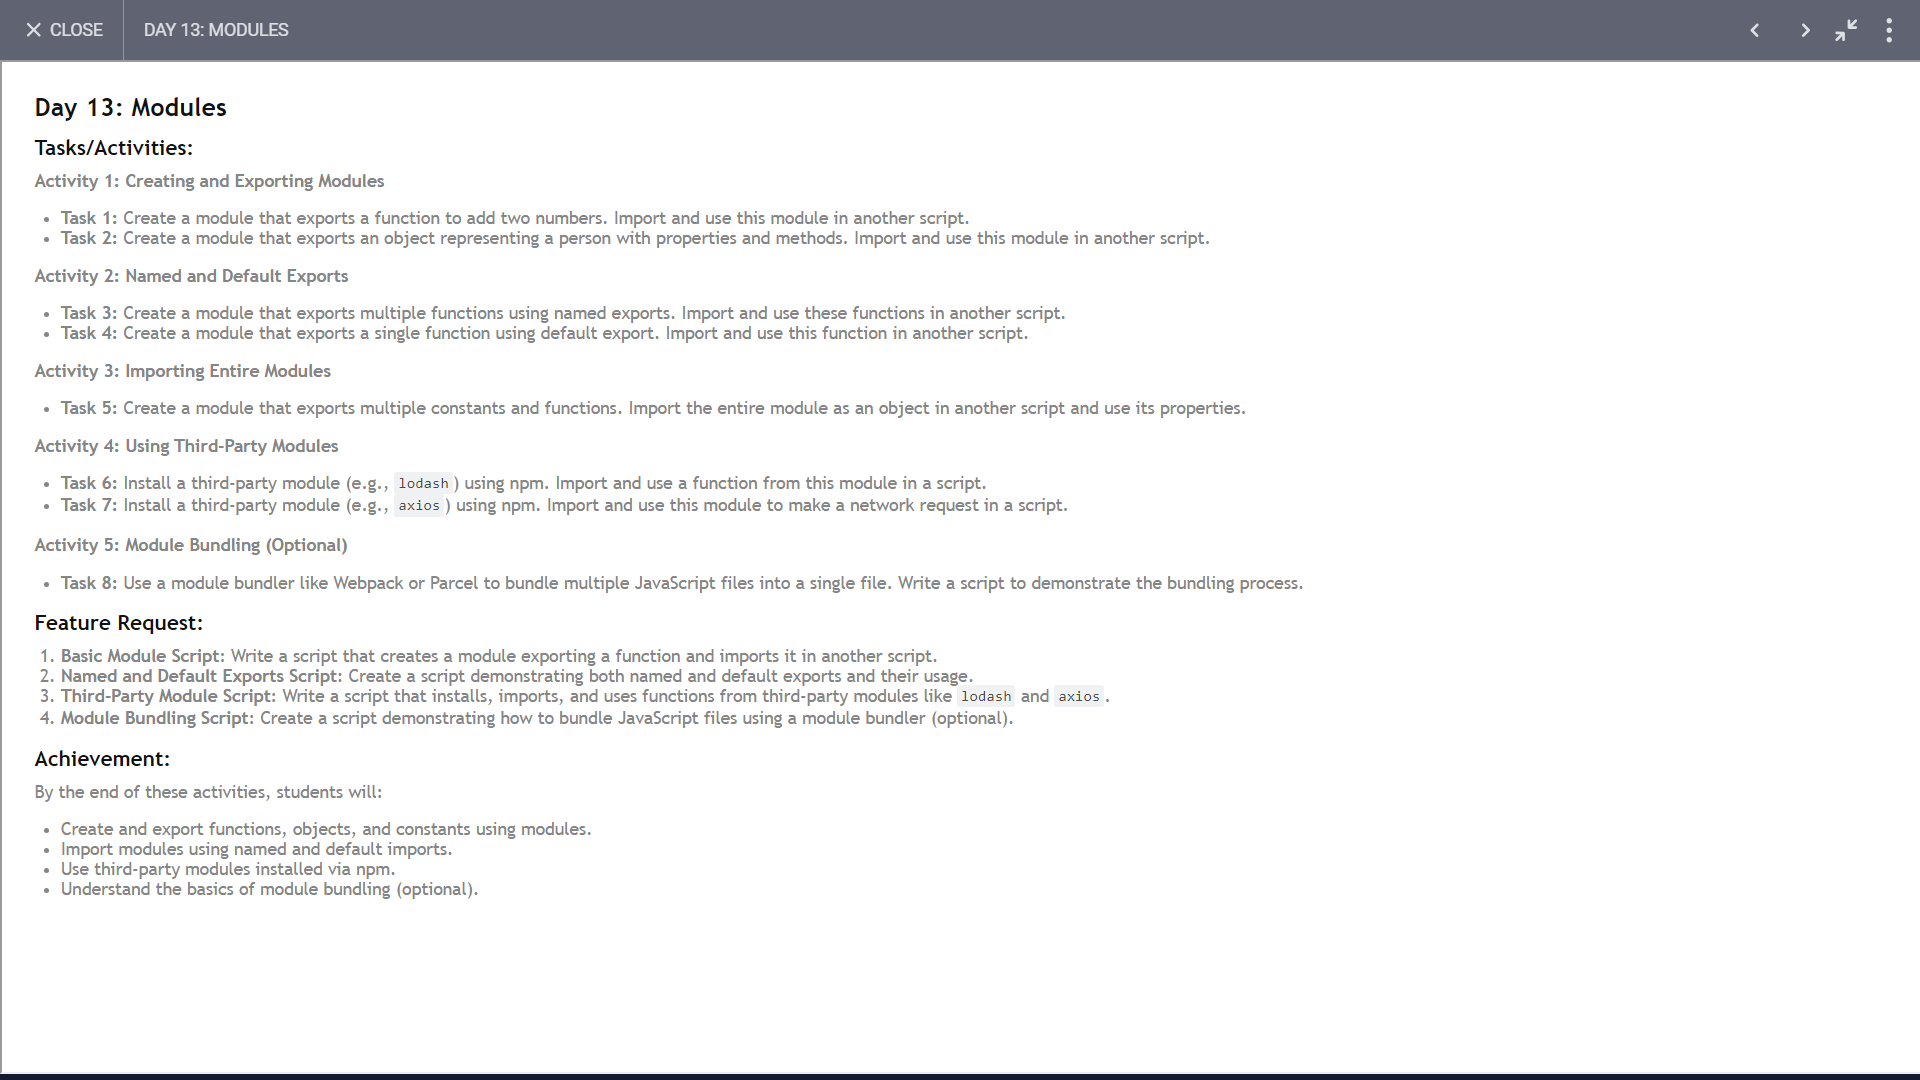 CLOSE
DAY 13: MODULES
Day 13: Modules
Tasks/Activities:
Activity 1: Creating and Exporting Modules
Task 1: Create a module that exports a function to add two numbers. Import and use this module in another script.
Task 2: Create a module that exports an object representing a person with properties and methods. Import and use this module in another script.
Activity 2: Named and Default Exports
Task 3: Create a module that exports multiple functions using named exports. Import and use these functions in another script.
Task 4: Create a module that exports a single function using default export. Import and use this function in another script.
Activity 3: Importing Entire Modules
Task 5: Create a module that exports multiple constants and functions. Import the entire module as an object in another script and use its properties.
Activity 4: Using Third-Party Modules
Task 6: Install a third-party module (e.g., lodash) using npm. Import and use a function from this module in a script.
Task 7: Install a third-party module (e.g., axios) using npm. Import and use this module to make a network request in a script.
Activity 5: Module Bundling (Optional)
Task 8: Use a module bundler like Webpack or Parcel to bundle multiple JavaScript files into a single file. Write a script to demonstrate the bundling process.
Feature Request:
1. Basic Module Script: Write a script that creates a module exporting a function and imports it in another script.
2. Named and Default Exports Script: Create a script demonstrating both named and default exports and their usage.
3. Third-Party Module Script: Write a script that installs, imports, and uses functions from third-party modules like lodash and axios.
4. Module Bundling Script: Create a script demonstrating how to bundle JavaScript files using a module bundler (optional).
Achievement:
By the end of these activities, students will:
Create and export functions, objects, and constants using modules.
Import modules using named and default imports.
Use third-party modules installed via npm.
Understand the basics of module bundling (optional).